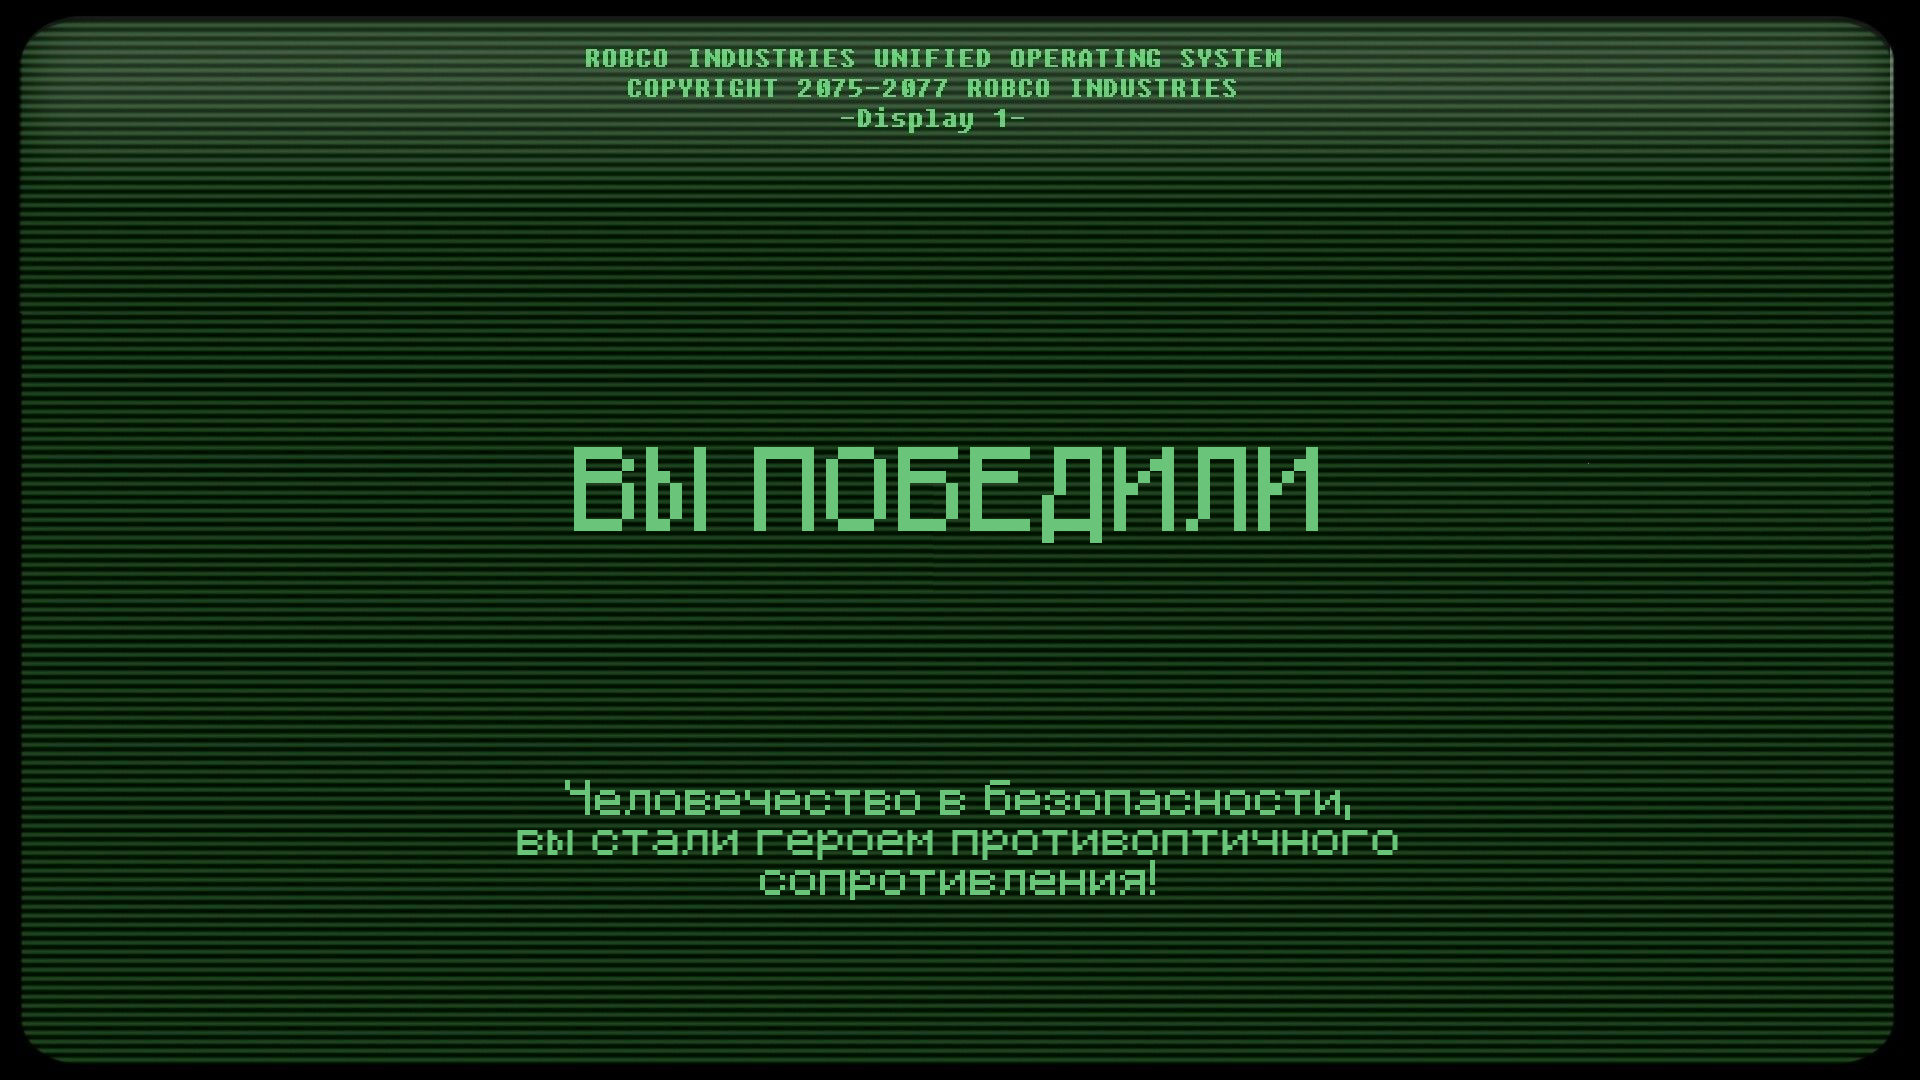 ROBCO INDUSTRIES UNIFIED OPERATING SYSTEM
COPYRIGHT 2075-2077 ROBCO INDUSTRIES
-Display 1-
ВЫ ПОБЕДИЛИ
Человечество в безопасности,
вы стали героем противоптичного
сопротивления!